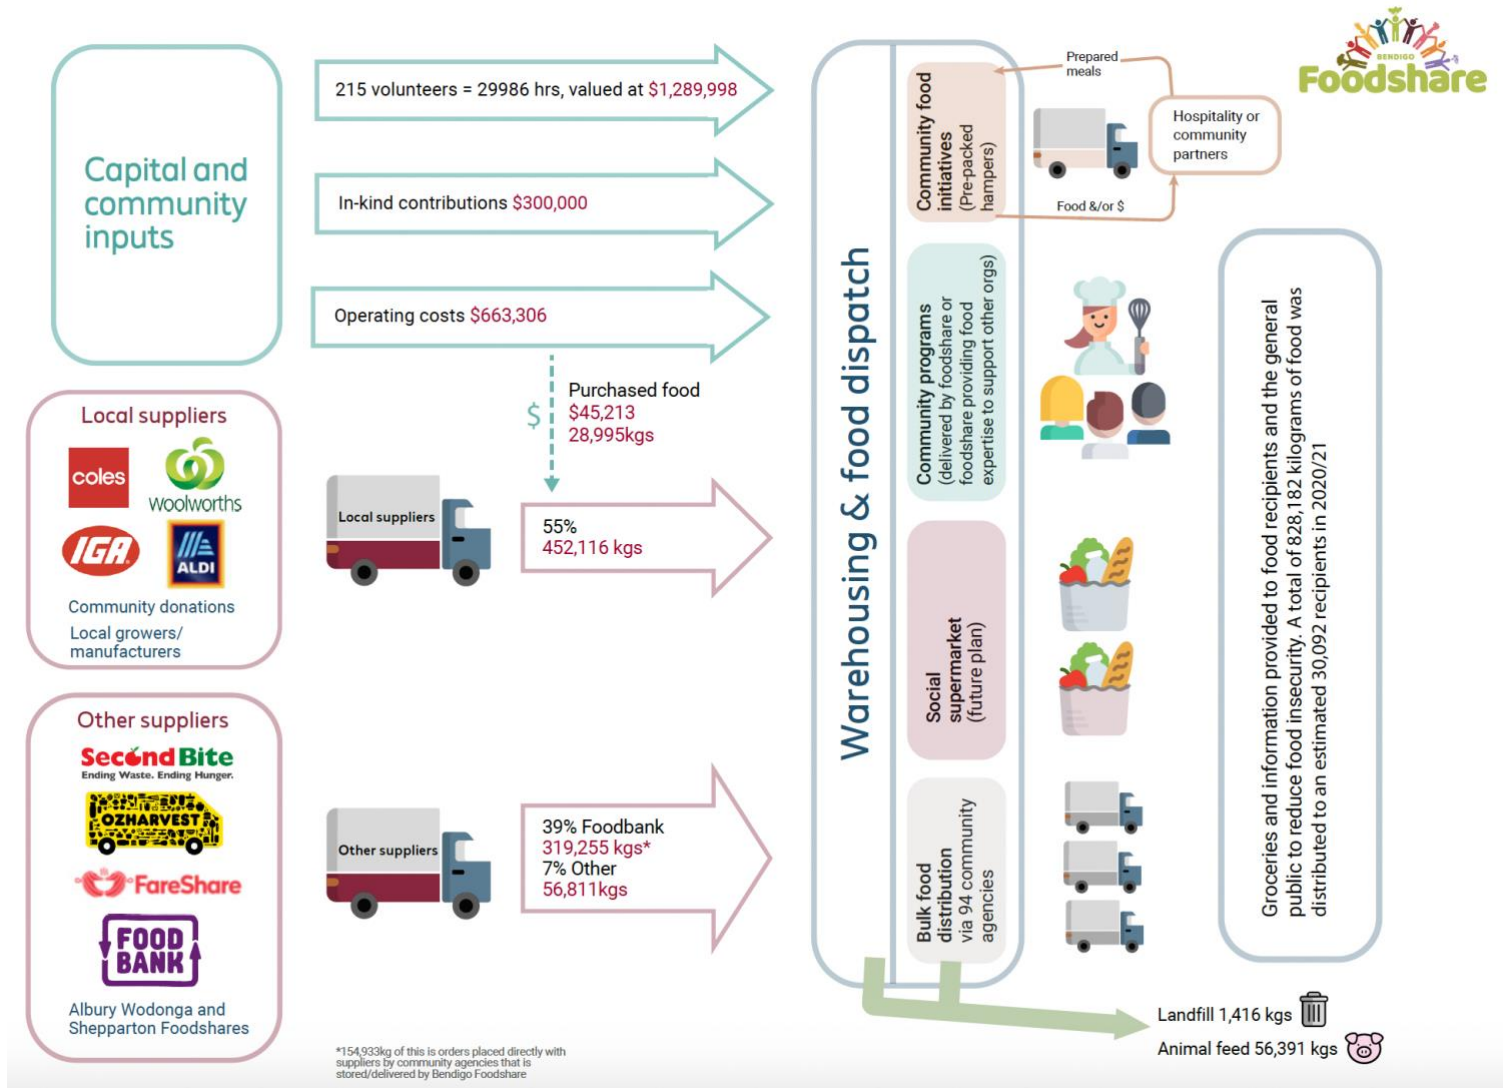 BENDIGO
Foodshare
Capital and
community
inputs
215 volunteers = 29986 hrs, valued at $1,289,998
In-kind contributions $300,000
Operating costs $663,306
$
Purchased food
$45,213
28,995kgs
Local suppliers
coles
woolworths
IGA
ALDI
Community donations
Local growers/
manufacturers
Local suppliers
55%
452,116 kgs
Other suppliers
SecondBite
Ending Waste. Ending Hunger.
OZHARVEST
FareShare
FOOD
BANK
Albury Wodonga and
Shepparton Foodshares
Other suppliers
39% Foodbank
319,255 kgs*
7% Other
56,811kgs
*154,933kg of this is orders placed directly with
suppliers by community agencies that is
stored/delivered by Bendigo Foodshare
Warehousing & food dispatch
Community food
initiatives
(Pre-packed
hampers)
Prepared
meals
Hospitality or
community
partners
Food &/or $
Community programs
(delivered by foodshare or
foodshare providing food
expertise to support other orgs)
Social
supermarket
(future plan)
Bulk food
distribution
via 94 community
agencies
Groceries and information provided to food recipients and the general
public to reduce food insecurity. A total of 828,182 kilograms of food was
distributed to an estimated 30,092 recipients in 2020/21
Landfill 1,416 kgs
Animal feed 56,391 kgs